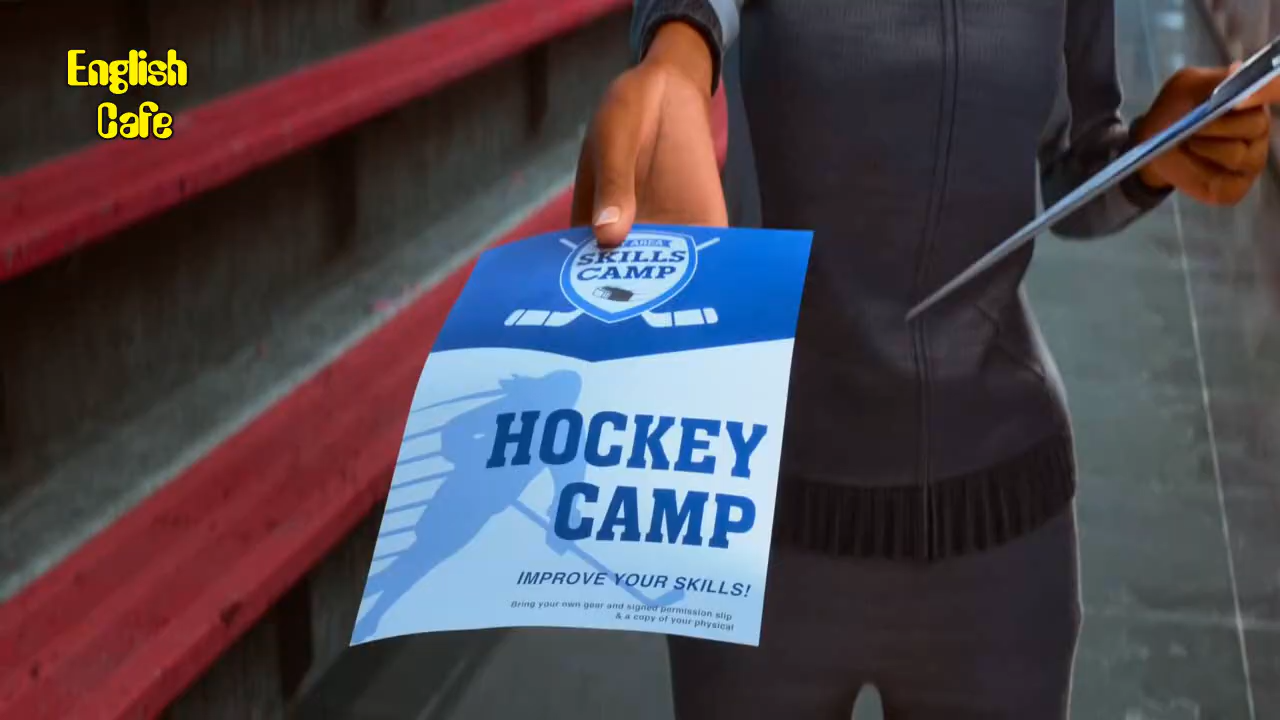 English
Cafe
AREA
SKILLS
CAMP
HOCKEY
CAMP
IMPROVE YOUR SKILLS!
Bring your own gear and signed permission slip
& a copy of your physical